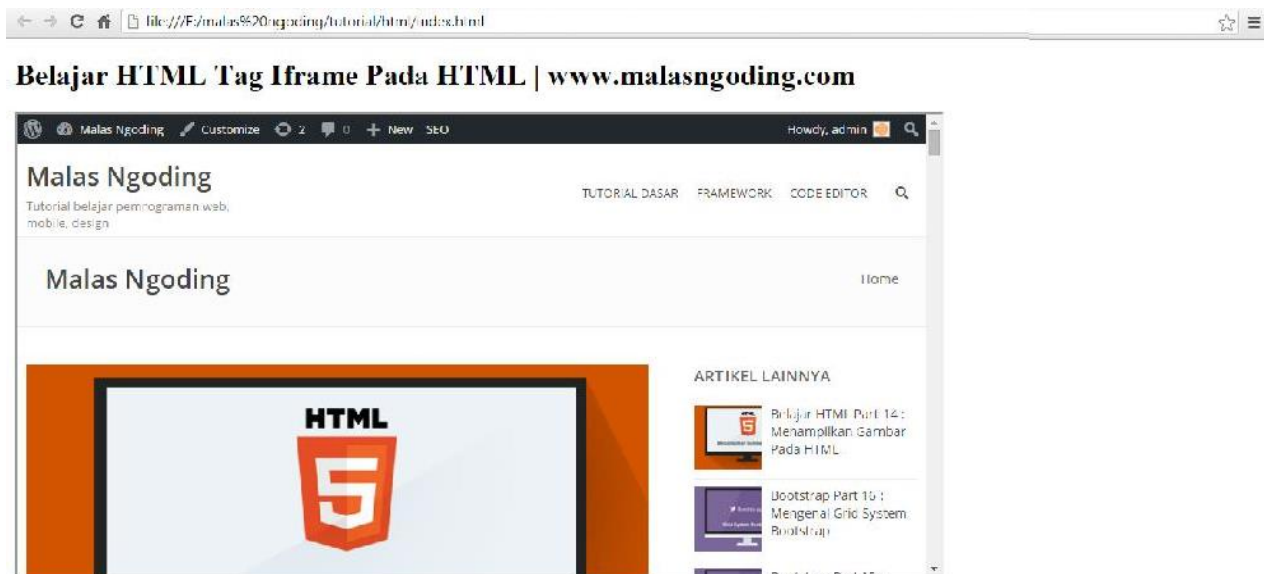 file:///E:/malas%20ngoding/tutorial/html/index.html
Belajar HTML Tag Iframe Pada HTML | www.malasngoding.com
Malas Ngoding Customize 2 0 New SEO Howdy, admin
Malas Ngoding
Tutorial belajar pemrograman web,
mobile, design
TUTORIAL DASAR FRAMEWORK CODE EDITOR
Malas Ngoding
Home
HTML
5
ARTIKEL LAINNYA
Belajar HTML Part 14 :
Menampilkan Gambar
Pada HTML
Bootstrap Part 16 :
Mengenal Grid System
Bootstrap